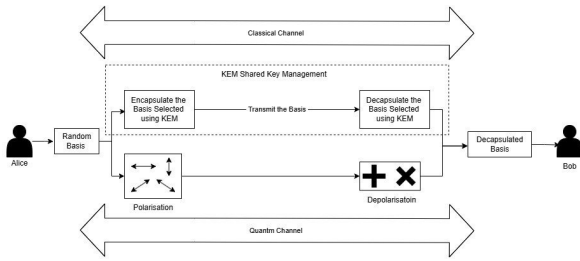 Classical Channel
KEM Shared Key Management
Encapsulate the
Basis Selected
using KEM
Transmit the Basis
Decapsulate the
Basis Selected
using KEM
Alice
Random
Basis
Decapsulated
Basis
Bob
Polarisation
Depolarisatoin
Quantm Channel